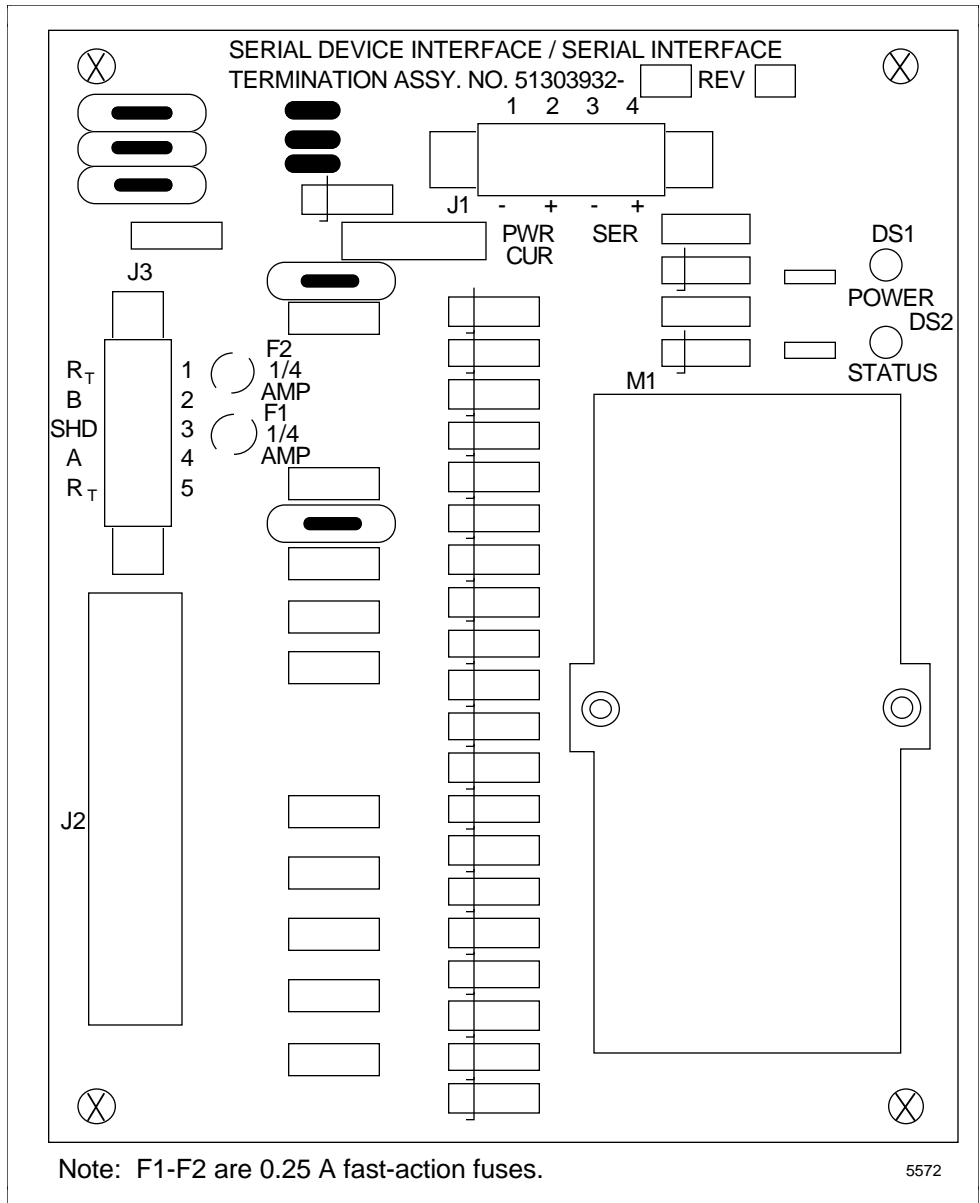 SERIAL DEVICE INTERFACE / SERIAL INTERFACE
TERMINATION ASSY. NO. 51303932- REV
1 2 3 4
J1 - + - +
PWR SER
CUR
DS1
POWER
DS2
STATUS
M1
J3
R T 1
B 2
SHD 3
A 4
R T 5
F2
1/4
AMP
F1
1/4
AMP
J2
Note: F1-F2 are 0.25 A fast-action fuses.
5572